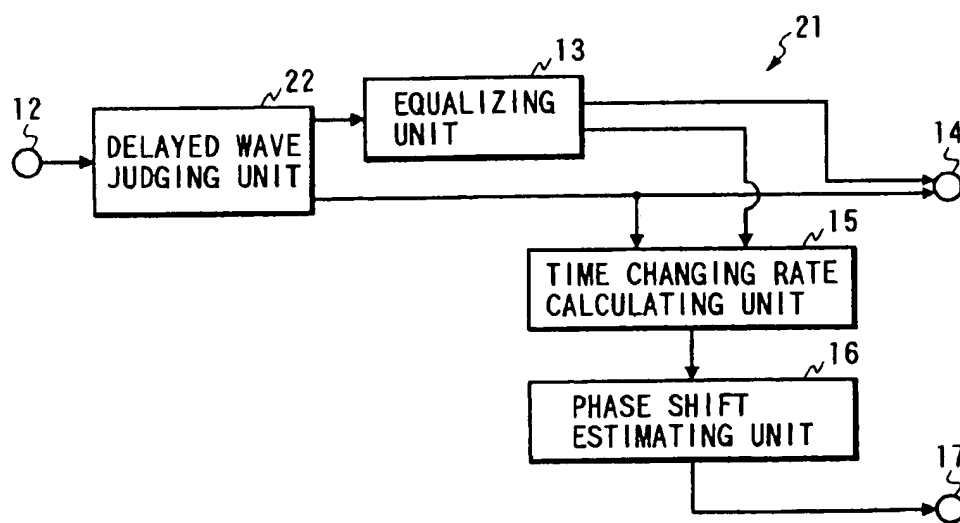 21
13
22
12
EQUALIZING
UNIT
DELAYED WAVE
JUDGING UNIT
14
15
TIME CHANGING RATE
CALCULATING UNIT
16
PHASE SHIFT
ESTIMATING UNIT
17